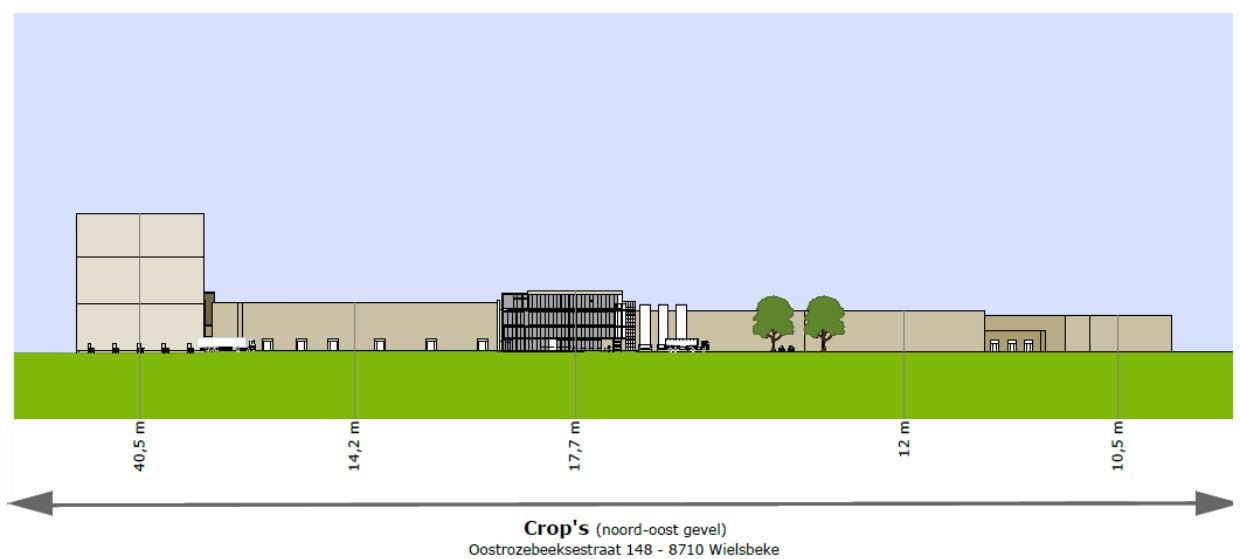 40,5 m
14,2 m
17,7 m
12 m
10,5 m
Crop's (noord-oost gevel)
Oostrozebeeksestraat 148 - 8710 Wielsbeke